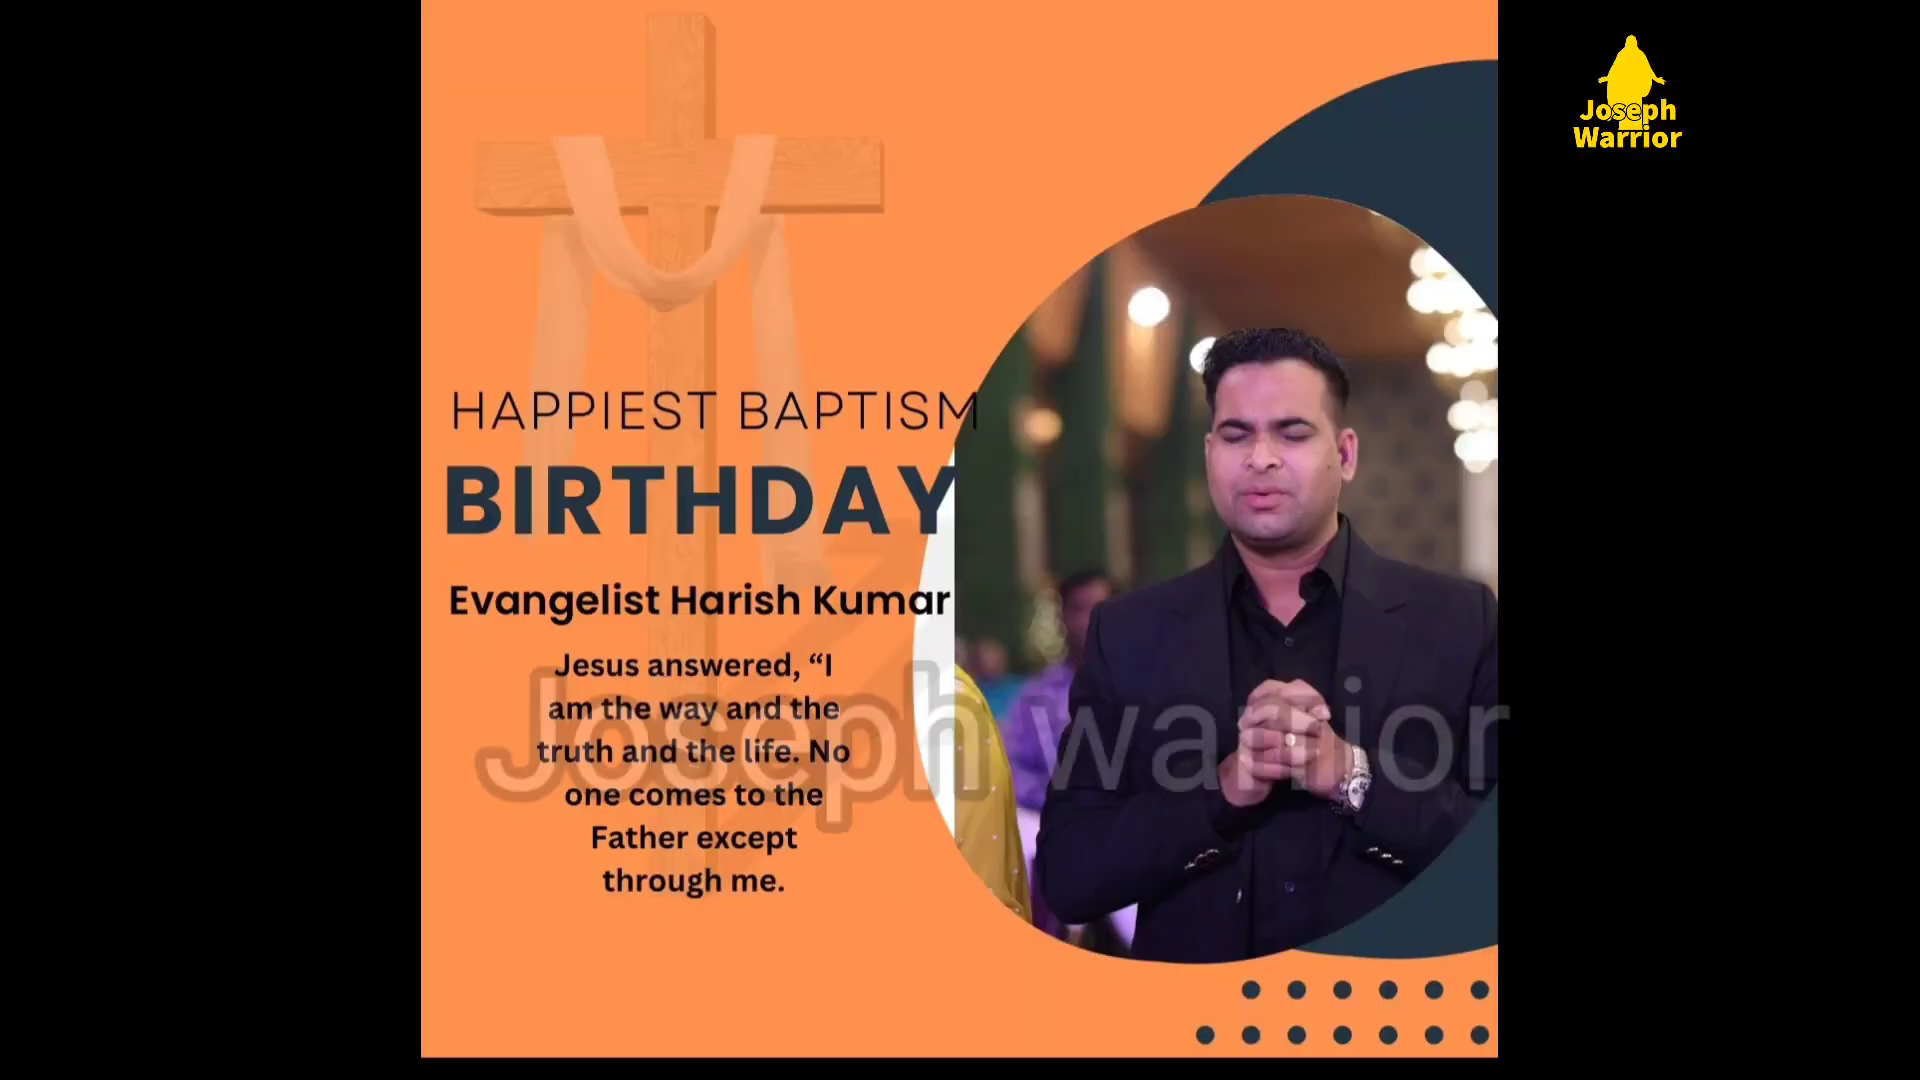 Joseph
Warrior
HAPPIEST BAPTISM
BIRTHDAY
Evangelist Harish Kumar
Jesus answered, “I
am the way and the
truth and the life. No
one comes to the
Father except
through me.
Joseph warrior